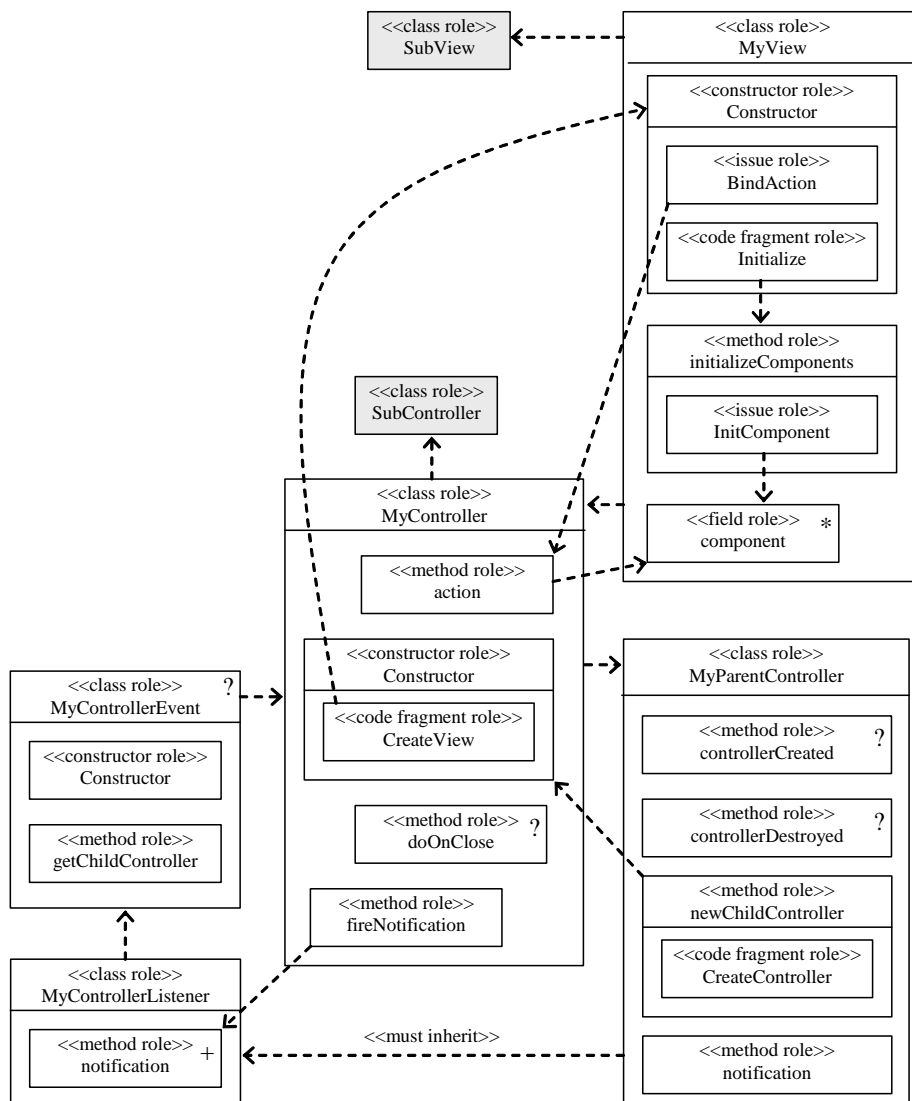 <<class role>>
SubView
<<class role>>
MyView
<<constructor role>>
Constructor
<<issue role>>
BindAction
<<code fragment role>>
Initialize
<<method role>>
initializeComponents
<<issue role>>
InitComponent
<<field role>> *
component
<<class role>>
SubController
<<class role>>
MyController
<<method role>>
action
<<constructor role>>
Constructor
<<code fragment role>>
CreateView
<<method role>> ?
doOnClose
<<method role>>
fireNotification
<<class role>> ?
MyControllerEvent
<<constructor role>>
Constructor
<<method role>>
getChildController
<<class role>>
MyControllerListener
<<method role>> +
notification
<<must inherit>>
<<class role>>
MyParentController
<<method role>> ?
controllerCreated
<<method role>> ?
controllerDestroyed
<<method role>>
newChildController
<<code fragment role>>
CreateController
<<method role>>
notification